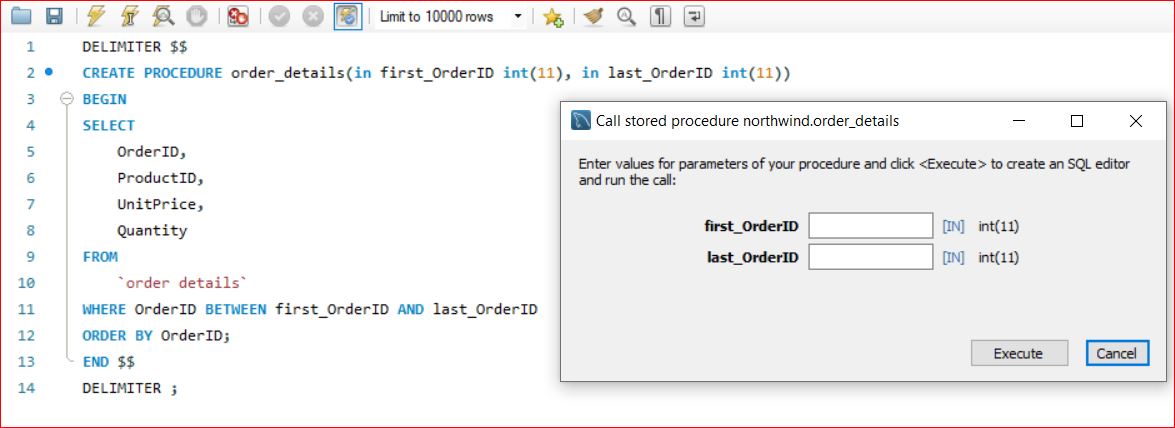 Limit to 10000 rows
1 DELIMITER $$
2 CREATE PROCEDURE order_details(in first_OrderID int(11), in last_OrderID int(11))
3 BEGIN
4 SELECT
5     OrderID,
6     ProductID,
7     UnitPrice,
8     Quantity
9 FROM
10     `order details`
11 WHERE OrderID BETWEEN first_OrderID AND last_OrderID
12 ORDER BY OrderID;
13 END $$
14 DELIMITER ;
Call stored procedure northwind.order_details
Enter values for parameters of your procedure and click <Execute> to create an SQL editor
and run the call:
first_OrderID [IN] int(11)
last_OrderID [IN] int(11)
Execute Cancel